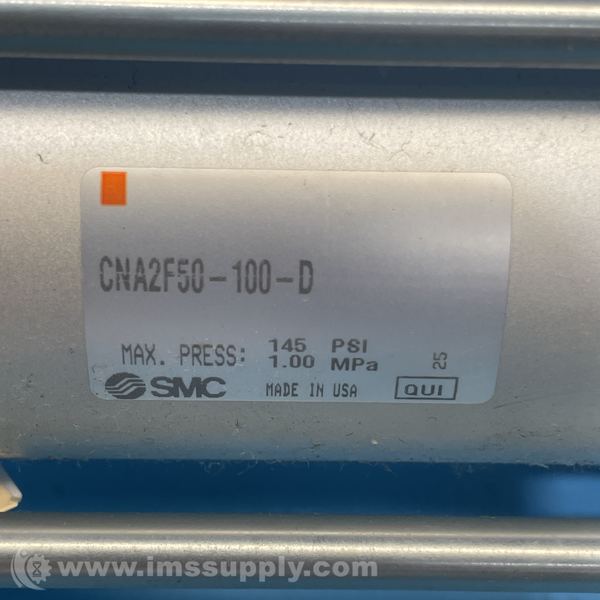 CNA2F50-100-D
MAX. PRESS: 145 PSI
1.00 MPa
25
SMC MADE IN USA QUI
www.imssupply.com